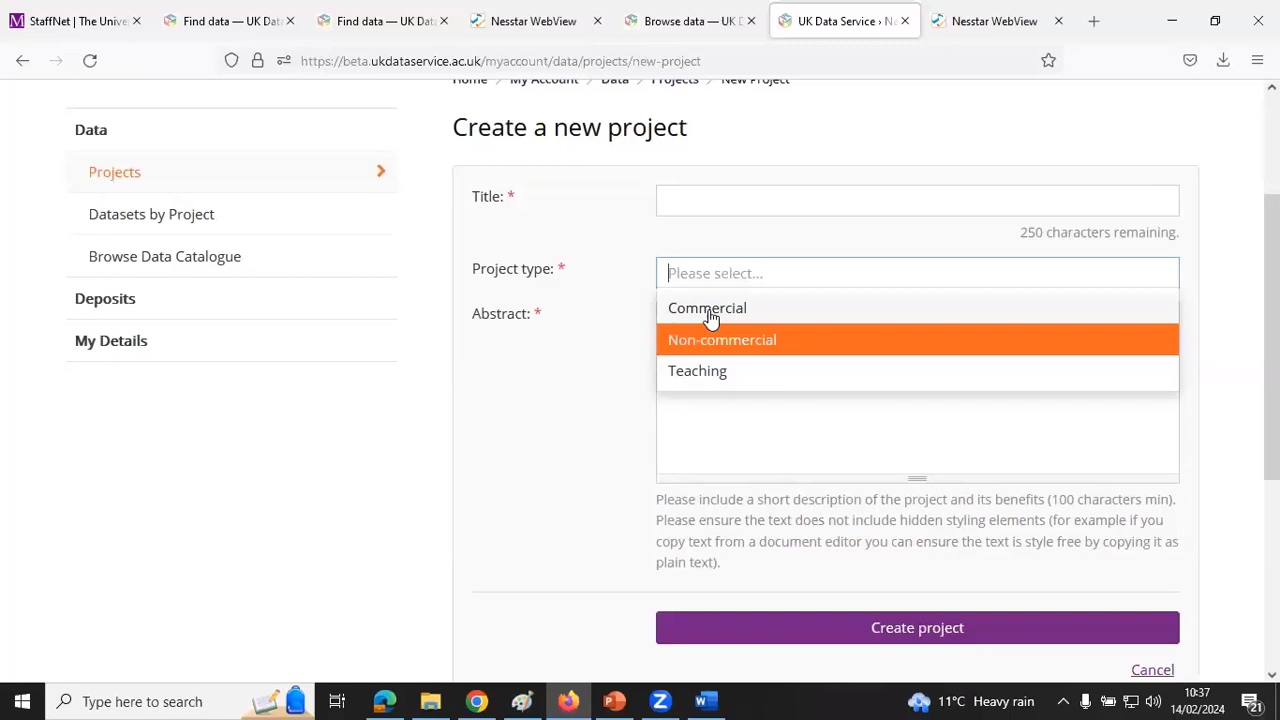 StaffNet | The Unive
Find data — UK Data
Find data — UK Data
Nesstar WebView
Browse data — UK D
UK Data Service › Ne
Nesstar WebView
https://beta.ukdataservice.ac.uk/myaccount/data/projects/new-project
Home My Account Data Projects New Project
Data
Projects
Datasets by Project
Browse Data Catalogue
Deposits
My Details
Create a new project
Title: *
250 characters remaining.
Project type: *
Please select...
Commercial
Non-commercial
Teaching
Abstract: *
Please include a short description of the project and its benefits (100 characters min).
Please ensure the text does not include hidden styling elements (for example if you
copy text from a document editor you can ensure the text is style free by copying it as
plain text).
Create project
Cancel
Type here to search
11°C Heavy rain
10:37
14/02/2024
21